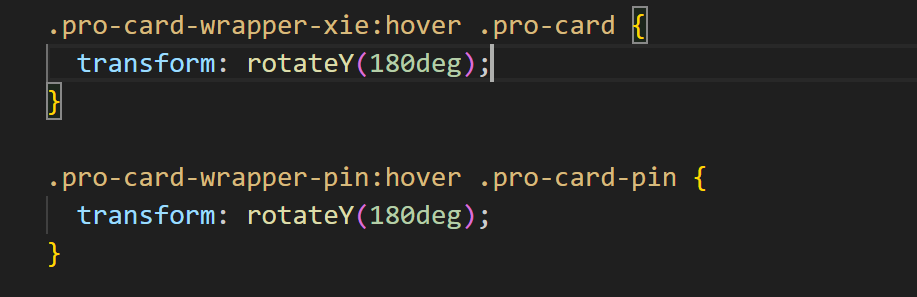 .pro-card-wrapper-xie:hover .pro-card {
transform: rotateY(180deg);
}
.pro-card-wrapper-pin:hover .pro-card-pin {
transform: rotateY(180deg);
}